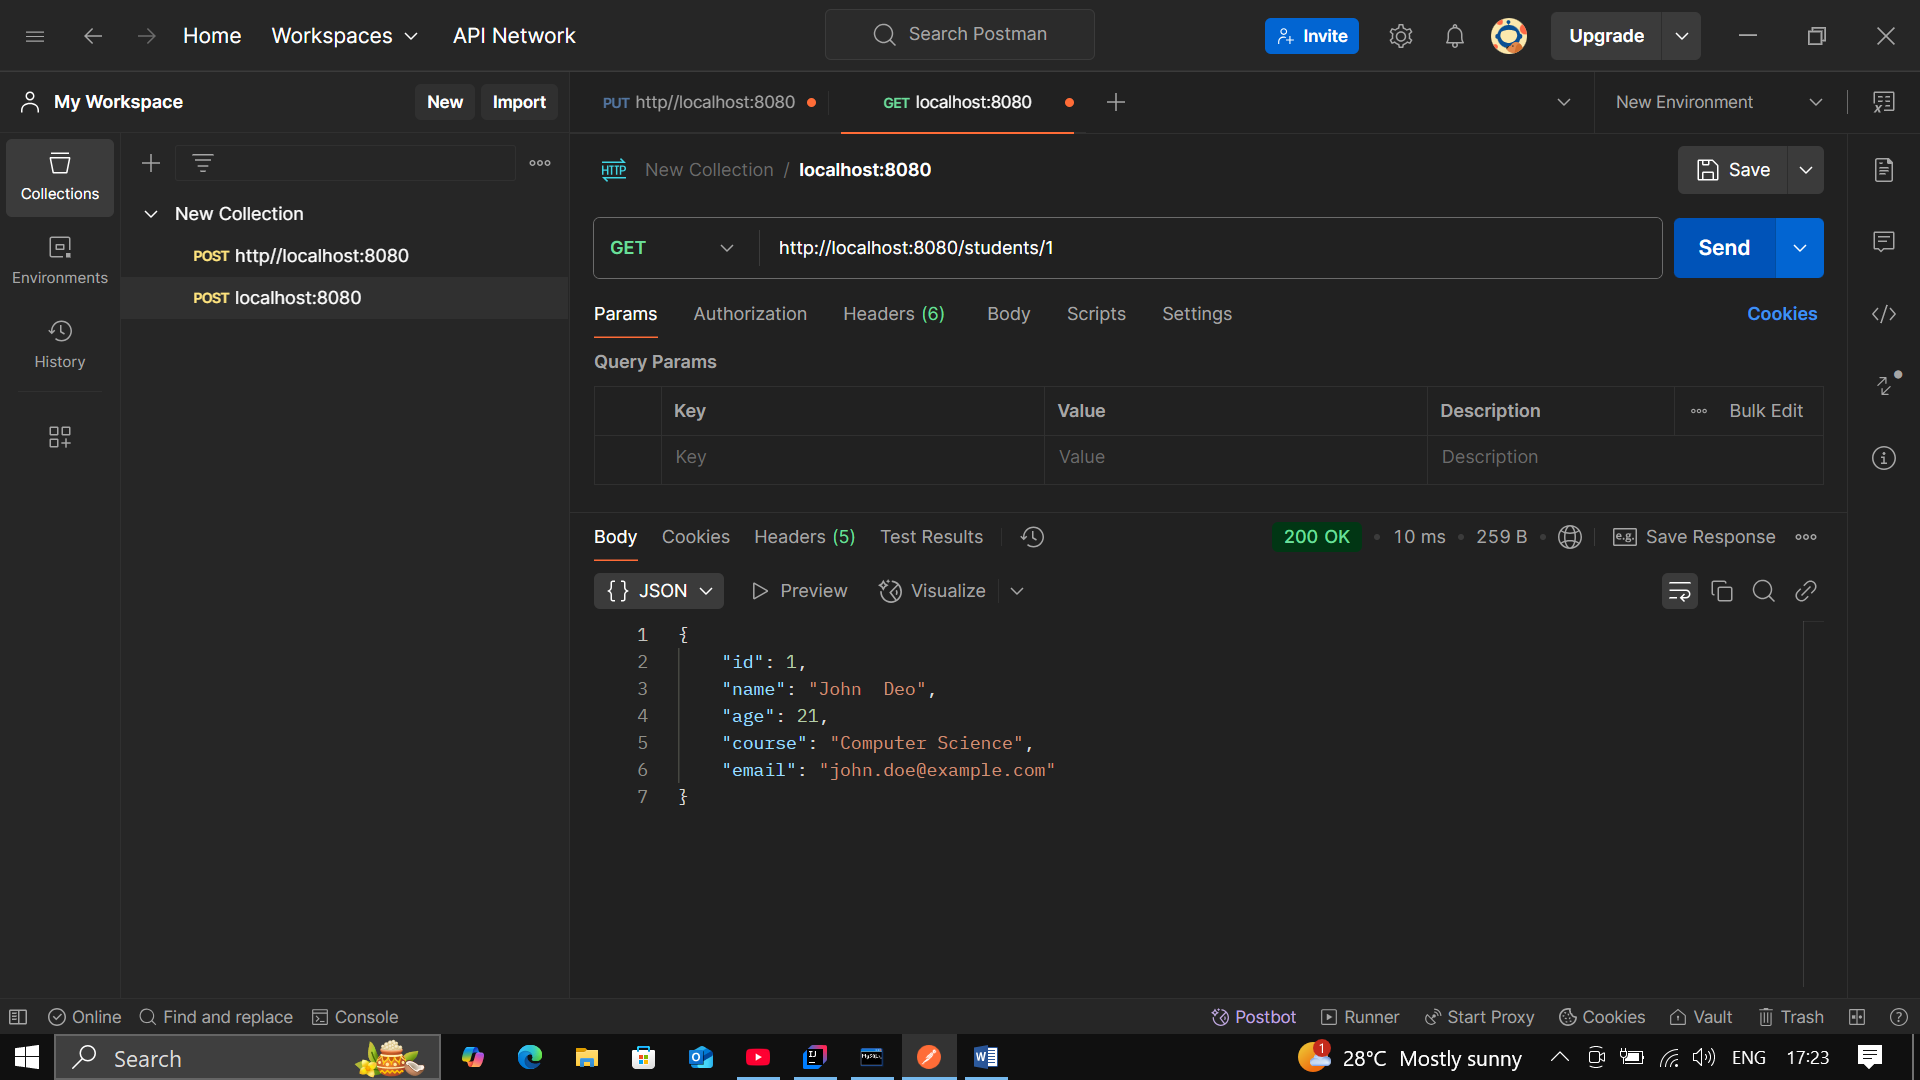 Home Workspaces API Network Search Postman Invite Upgrade
My Workspace New Import PUT http//localhost:8080 GET localhost:8080 New Environment
Collections
Environments
History
New Collection
POST http//localhost:8080
POST localhost:8080
HTTP New Collection / localhost:8080 Save
GET http://localhost:8080/students/1 Send
Params Authorization Headers (6) Body Scripts Settings Cookies
Query Params
Key Value Description Bulk Edit
Key Value Description
Body Cookies Headers (5) Test Results 200 OK • 10 ms • 259 B • e.g. Save Response
{} JSON Preview Visualize
1 {
2 "id": 1,
3 "name": "John  Deo",
4 "age": 21,
5 "course": "Computer Science",
6 "email": "john.doe@example.com"
7 }
Online Find and replace Console Postbot Runner Start Proxy Cookies Vault Trash
Search 1 28°C Mostly sunny ENG 17:23